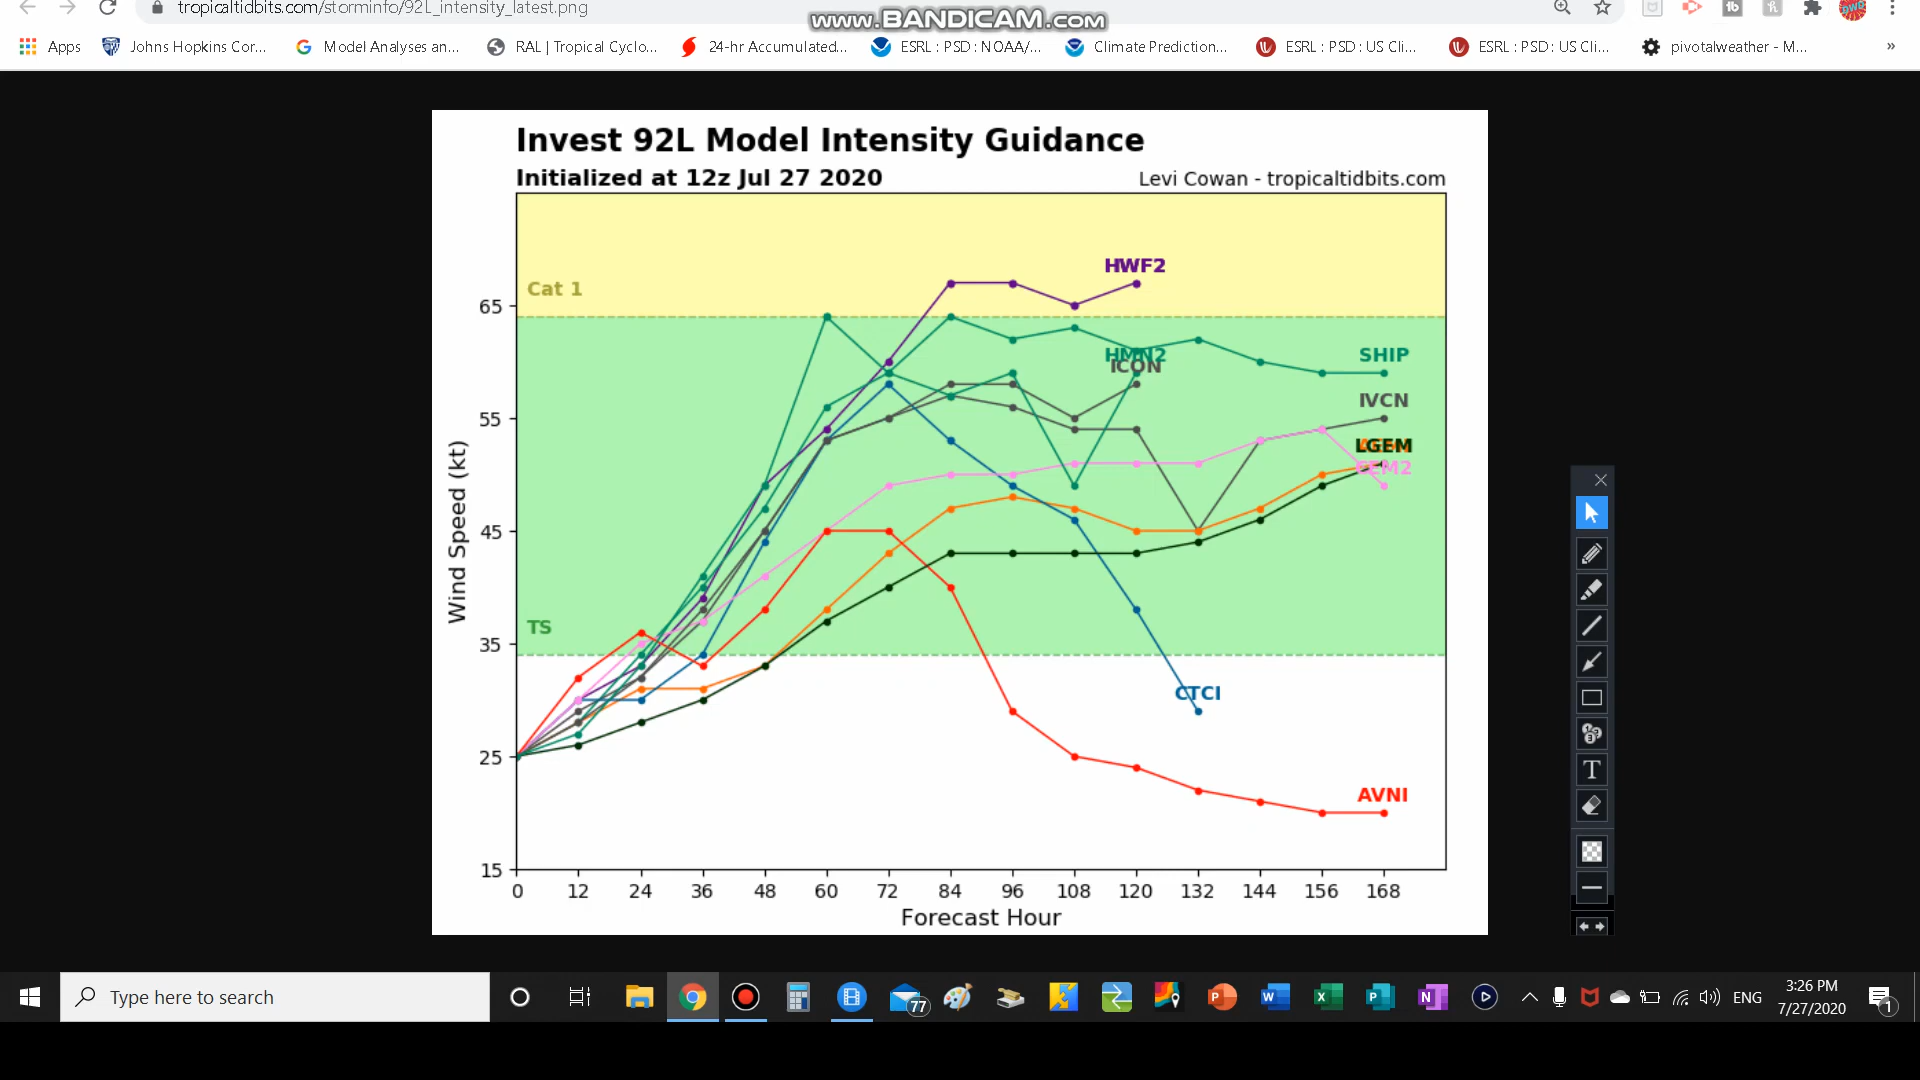 tropicaltidbits.com/storminfo/92L_intensity_latest.png
www.BANDICAM.com
Apps
Johns Hopkins Cor...
Model Analyses an...
RAL | Tropical Cyclo...
24-hr Accumulated...
ESRL : PSD : NOAA/...
Climate Prediction...
ESRL : PSD : US Cli...
ESRL : PSD : US Cli...
pivotalweather - M...
»
Invest 92L Model Intensity Guidance
Initialized at 12z Jul 27 2020
Levi Cowan - tropicaltidbits.com
HWF2
Cat 1
65
HMN2
ICON
SHIP
IVCN
55
LGEM
EEM2
45
Wind Speed (kt)
TS
35
CTCI
25
AVNI
15
0 12 24 36 48 60 72 84 96 108 120 132 144 156 168
Forecast Hour
T
Type here to search
77
ENG
3:26 PM
7/27/2020
1